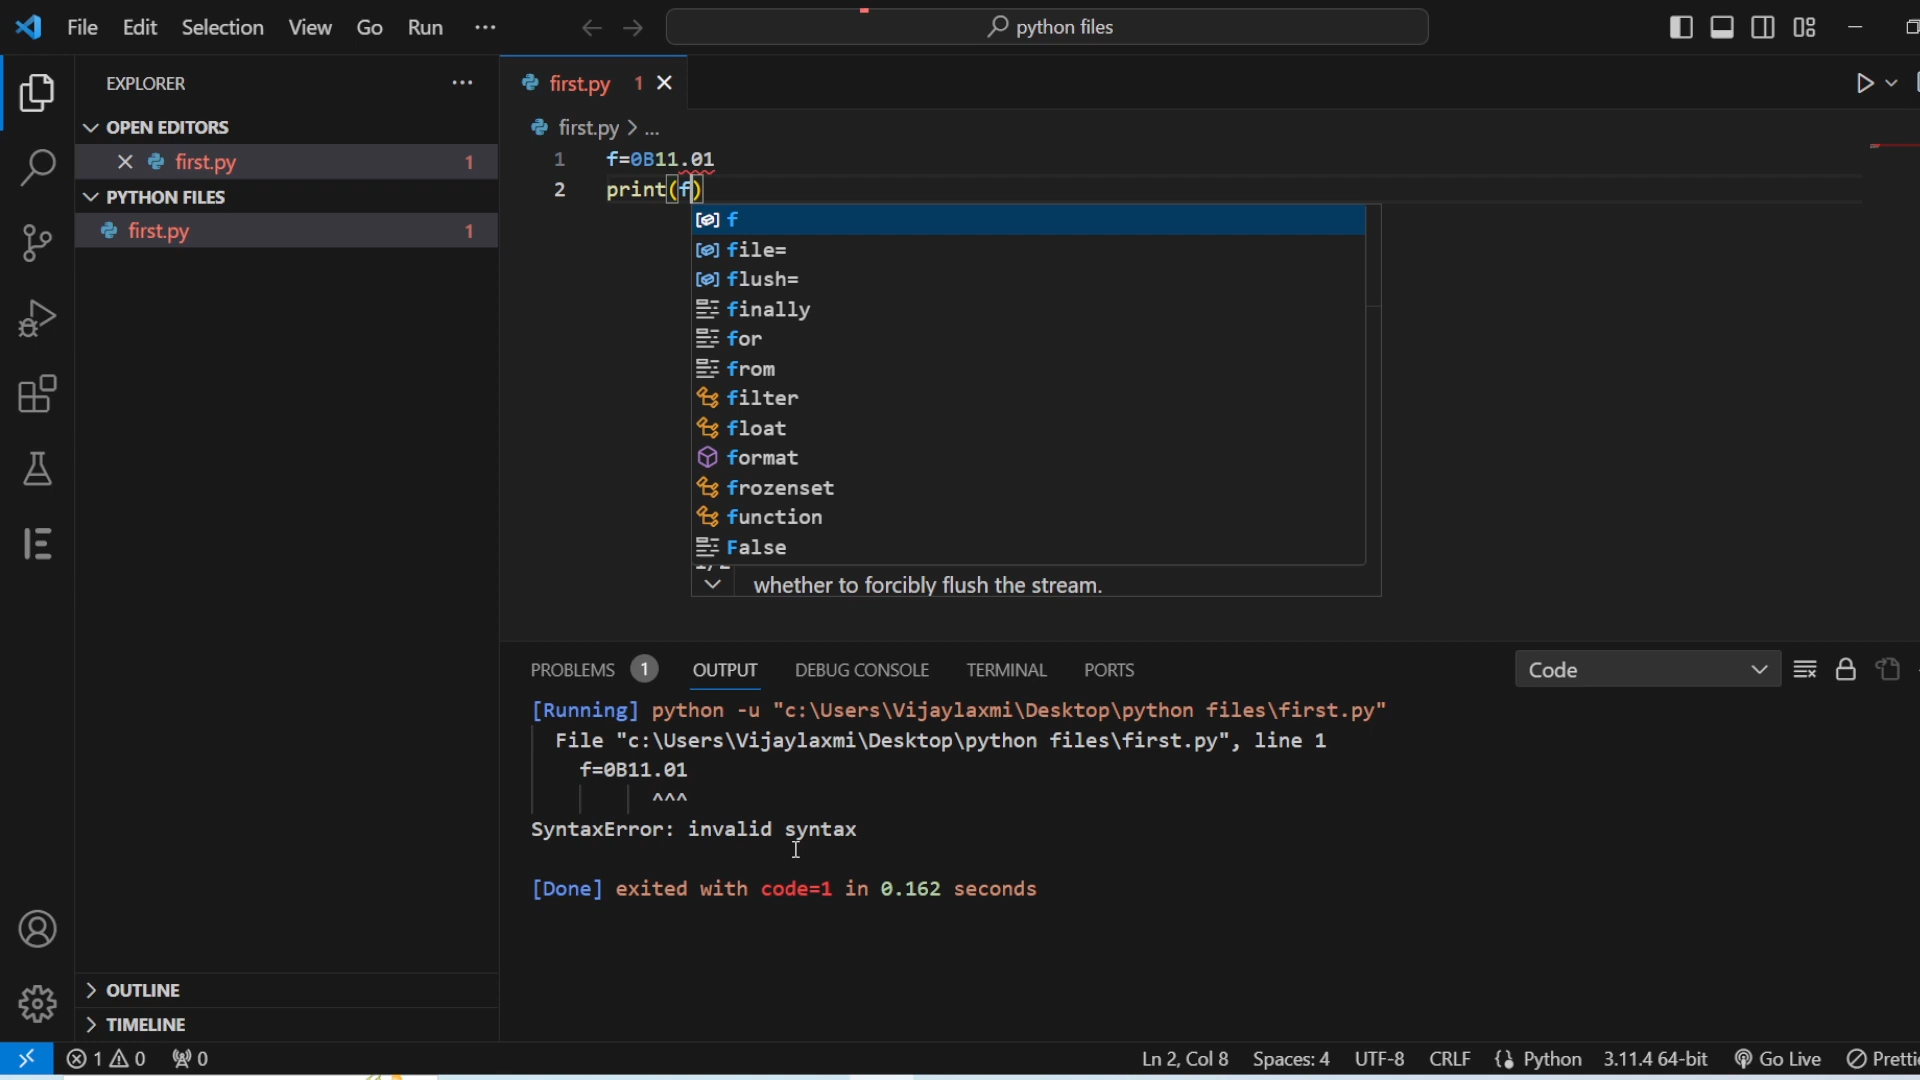 File Edit Selection View Go Run ··· python files
EXPLORER ···
OPEN EDITORS
first.py 1
PYTHON FILES
first.py 1
first.py 1
first.py > ...
1 f=0B11.01
2 print(f)
f
file=
flush=
finally
for
from
filter
float
format
frozenset
function
False
whether to forcibly flush the stream.
PROBLEMS 1 OUTPUT DEBUG CONSOLE TERMINAL PORTS Code
[Running] python -u "c:\Users\Vijaylaxmi\Desktop\python files\first.py"
File "c:\Users\Vijaylaxmi\Desktop\python files\first.py", line 1
f=0B11.01
^^^
SyntaxError: invalid syntax
[Done] exited with code=1 in 0.162 seconds
OUTLINE
TIMELINE
1 0 0 Ln 2, Col 8 Spaces: 4 UTF-8 CRLF Python 3.11.4 64-bit Go Live Prettie